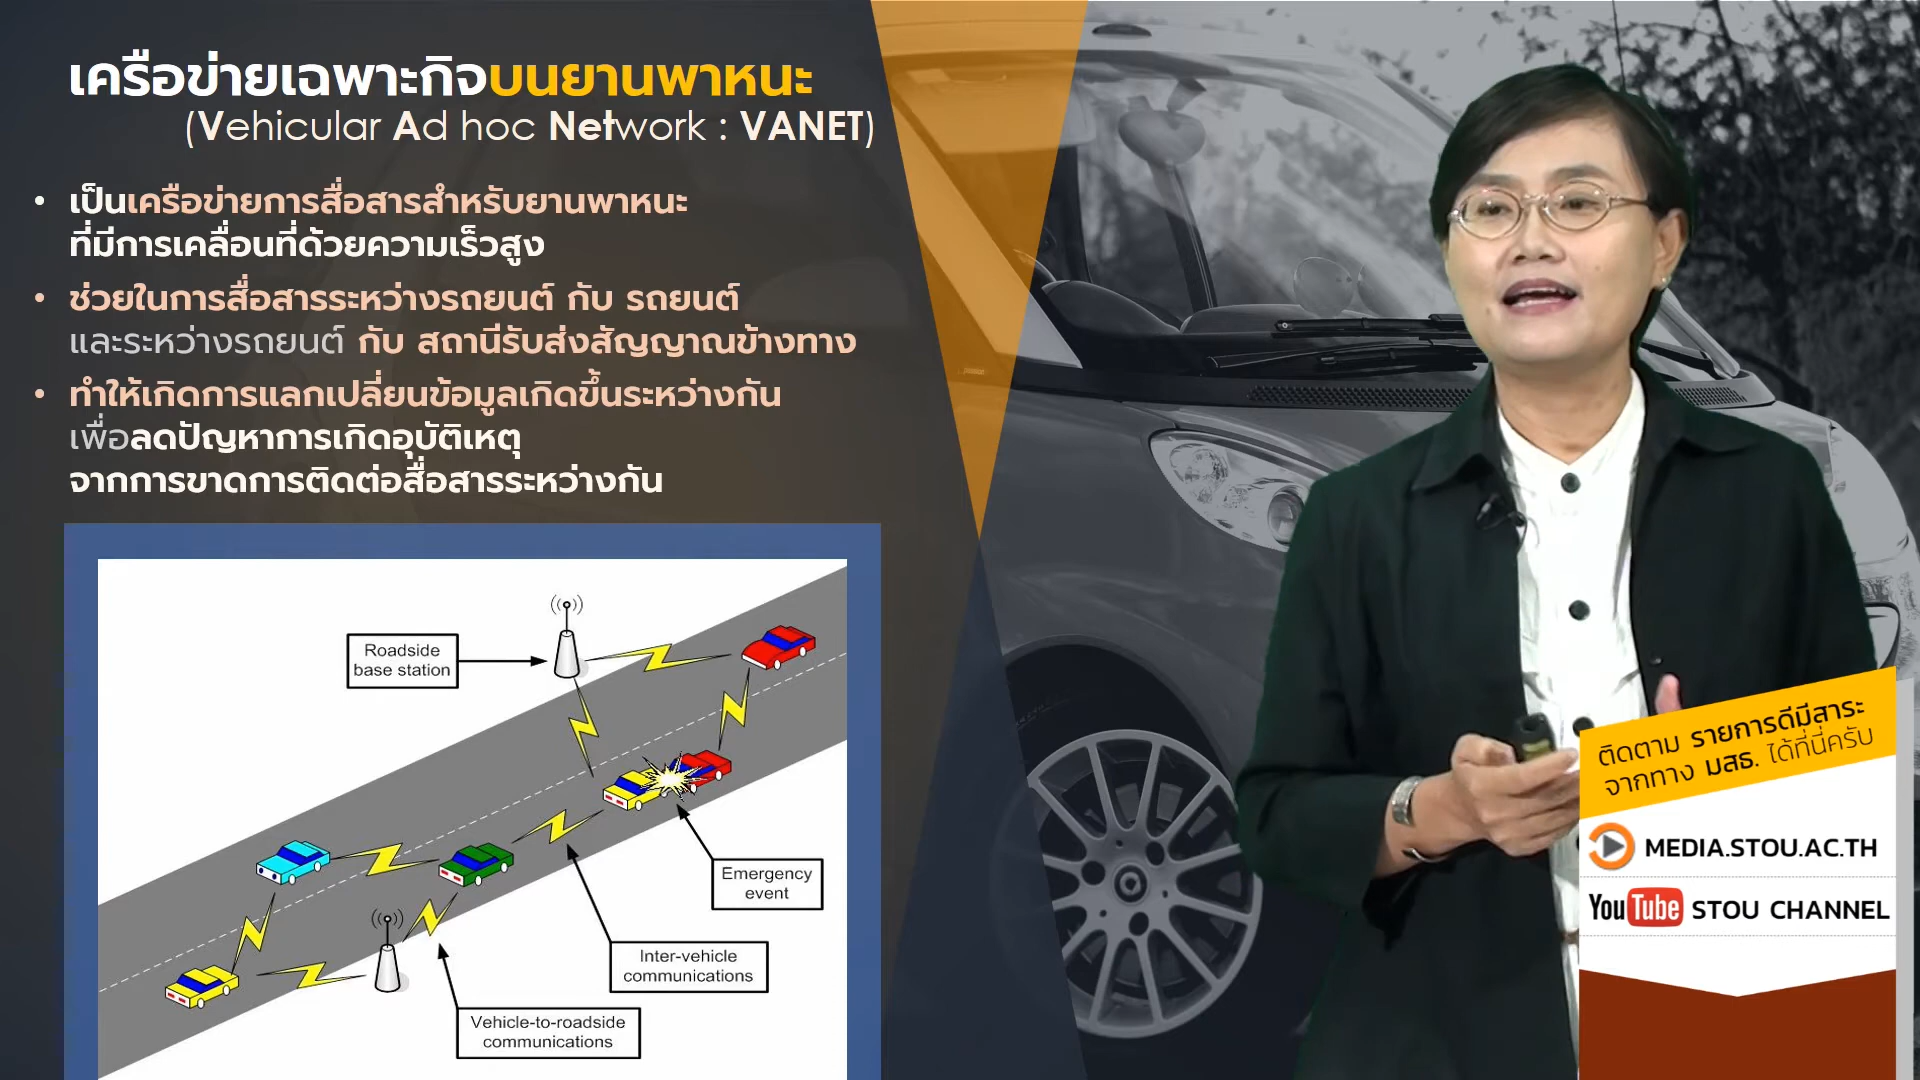 เครือข่ายเฉพาะกิจบนยานพาหนะ
(Vehicular Ad hoc Network : VANET)
• เป็นเครือข่ายการสื่อสารสำหรับยานพาหนะ
ที่มีการเคลื่อนที่ด้วยความเร็วสูง
• ช่วยในการสื่อสารระหว่างรถยนต์ กับ รถยนต์
และระหว่างรถยนต์ กับ สถานีรับส่งสัญญาณข้างทาง
• ทำให้เกิดการแลกเปลี่ยนข้อมูลเกิดขึ้นระหว่างกัน
เพื่อลดปัญหาการเกิดอุบัติเหตุ
จากการขาดการติดต่อสื่อสารระหว่างกัน
Roadside
base station
Emergency
event
Inter-vehicle
communications
Vehicle-to-roadside
communications
ติดตาม รายการดีมีสาระ
จากทาง มสธ. ได้ที่นี่ครับ
MEDIA.STOU.AC.TH
YouTube STOU CHANNEL